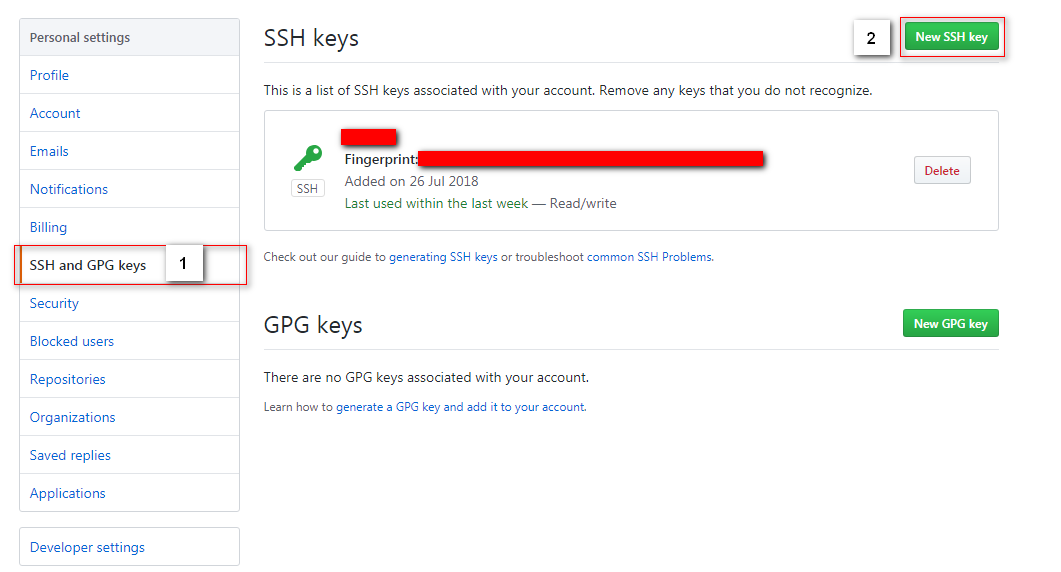 Personal settings
Profile
Account
Emails
Notifications
Billing
SSH and GPG keys
1
Security
Blocked users
Repositories
Organizations
Saved replies
Applications
Developer settings
SSH keys
2
New SSH key
This is a list of SSH keys associated with your account. Remove any keys that you do not recognize.
SSH
Fingerprint:
Added on 26 Jul 2018
Last used within the last week — Read/write
Delete
Check out our guide to generating SSH keys or troubleshoot common SSH Problems.
GPG keys
New GPG key
There are no GPG keys associated with your account.
Learn how to generate a GPG key and add it to your account.